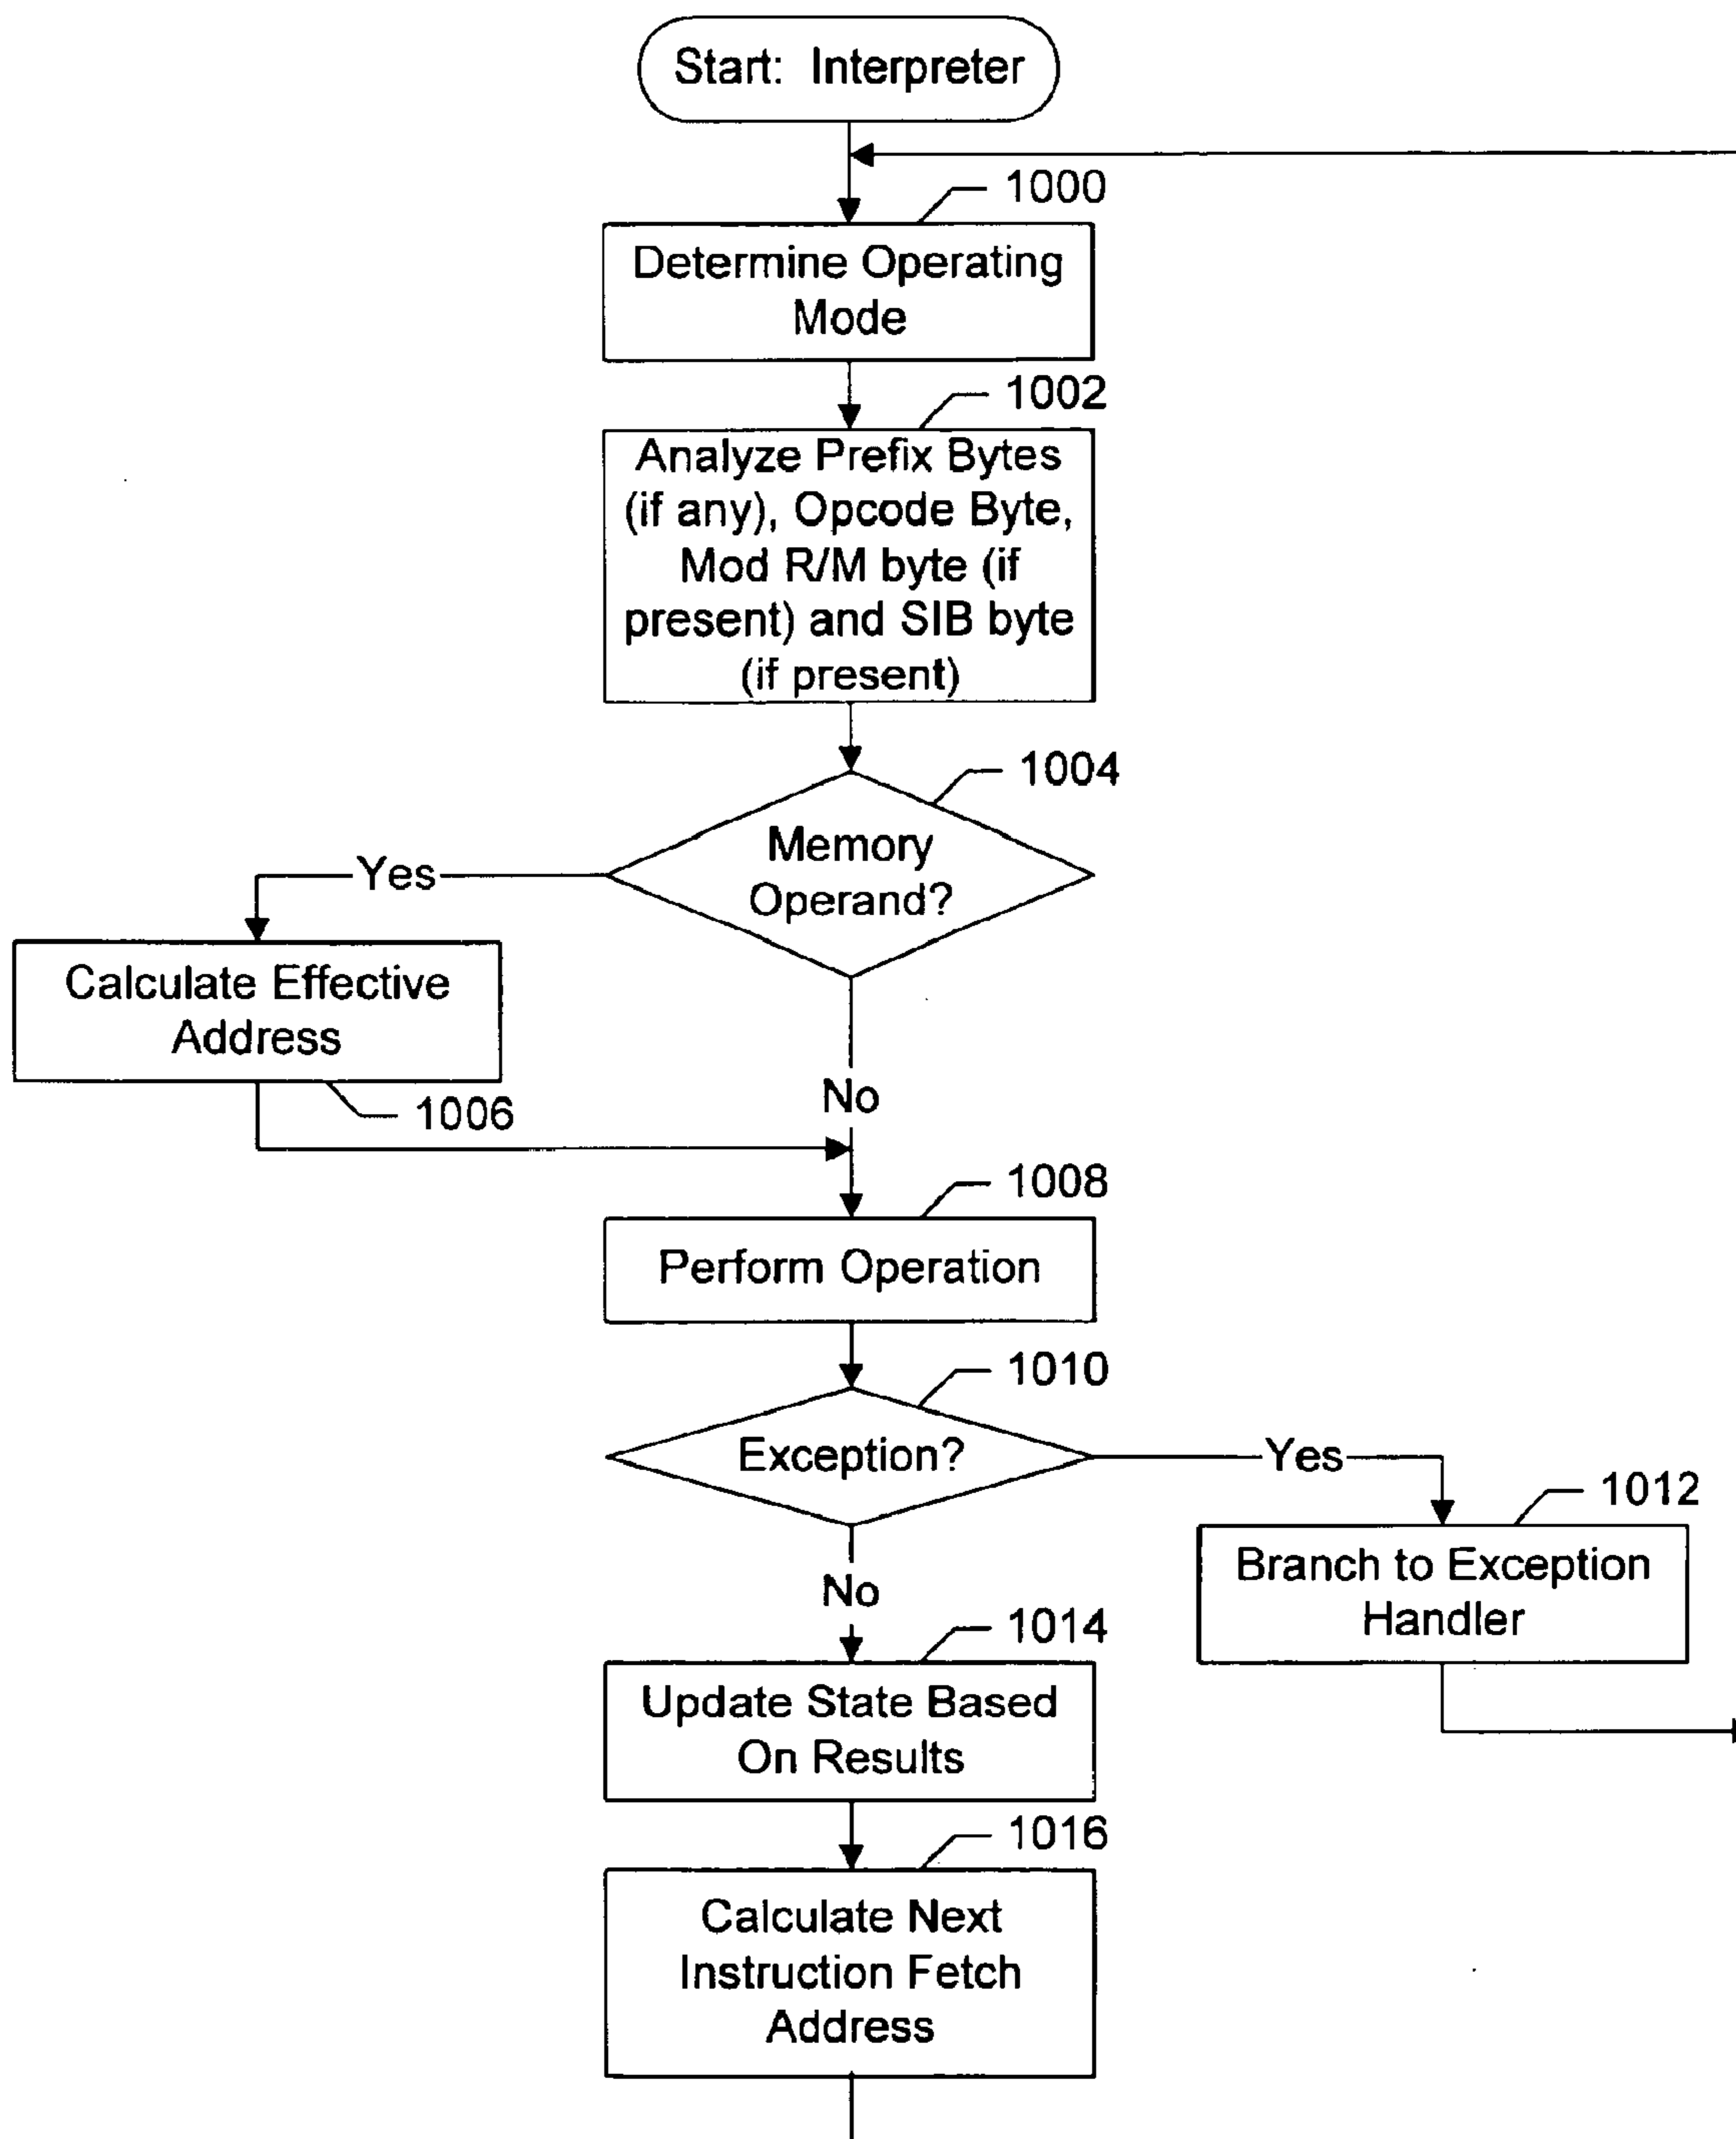 Start: Interpreter
1000
Determine Operating
Mode
1002
Analyze Prefix Bytes
(if any), Opcode Byte,
Mod R/M byte (if
present) and SIB byte
(if present)
1004
Memory
Operand?
Yes
Calculate Effective
Address
1006
No
1008
Perform Operation
1010
Exception?
Yes
1012
Branch to Exception
Handler
No
1014
Update State Based
On Results
1016
Calculate Next
Instruction Fetch
Address